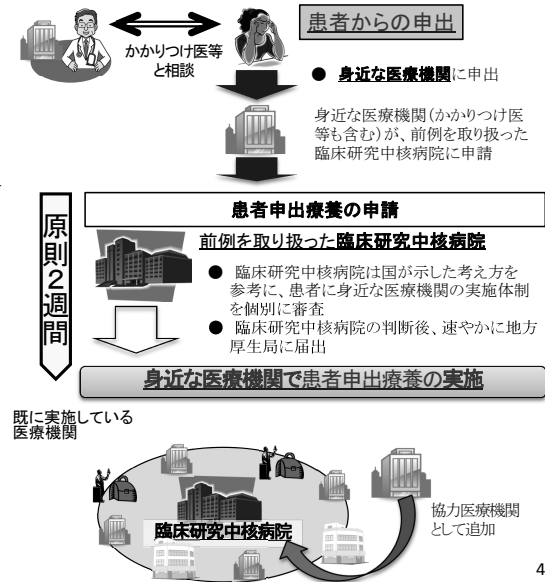 患者からの申出
かかりつけ医等
と相談
● 身近な医療機関に申出
身近な医療機関(かかりつけ医
等も含む)が、前例を取り扱った
臨床研究中核病院に申請
原則2週間
患者申出療養の申請
前例を取り扱った臨床研究中核病院
● 臨床研究中核病院は国が示した考え方を
参考に、患者に身近な医療機関の実施体制
を個別に審査
● 臨床研究中核病院の判断後、速やかに地方
厚生局に届出
身近な医療機関で患者申出療養の実施
既に実施している
医療機関
臨床研究中核病院
協力医療機関
として追加
4